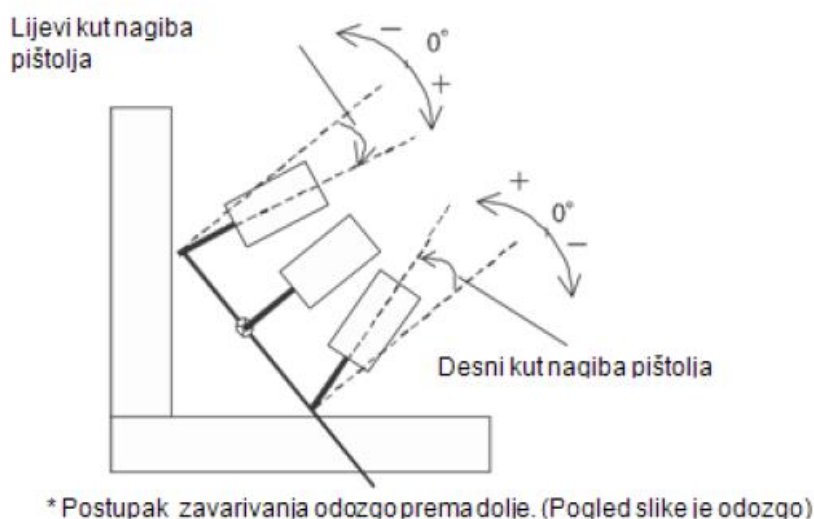 Lijevi kut nagiba
pištolja
− 0°
+
+
0°
−
Desni kut nagiba pištolja
* Postupak zavarivanja odozgo prema dolje. (Pogled slike je odozgo)